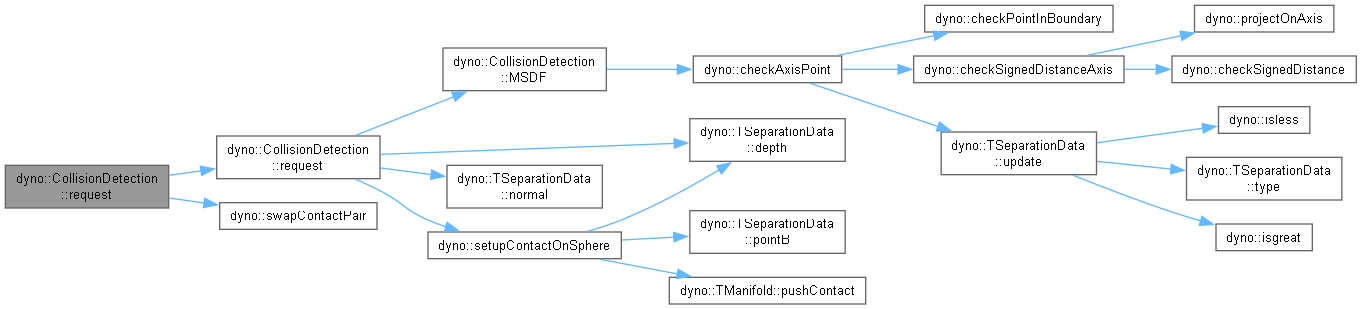 dyno::CollisionDetection
::request
dyno::CollisionDetection
::request
dyno::swapContactPair
dyno::CollisionDetection
::MSDF
dyno::TSeparationData
::normal
dyno::setupContactOnSphere
dyno::checkAxisPoint
dyno::TSeparationData
::depth
dyno::TSeparationData
::pointB
dyno::TManifold::pushContact
dyno::checkPointInBoundary
dyno::checkSignedDistanceAxis
dyno::TSeparationData
::update
dyno::projectOnAxis
dyno::checkSignedDistance
dyno::isless
dyno::TSeparationData
::type
dyno::isgreat